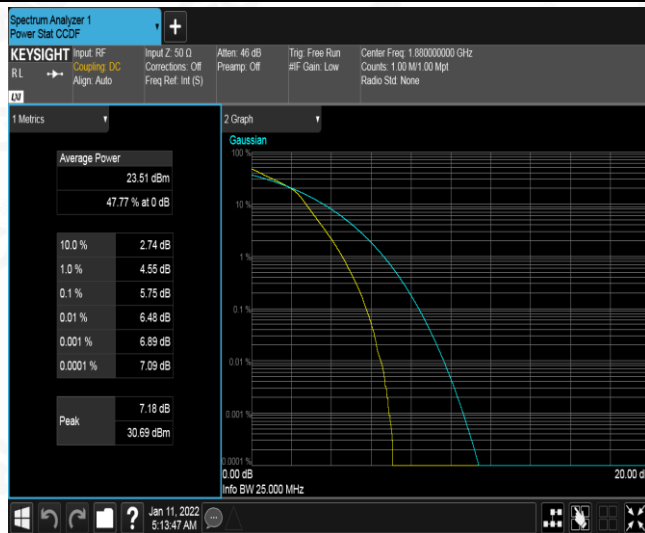 Spectrum Analyzer 1
Power Stat CCDF
+
KEYSIGHT
RL
Input: RF
Coupling: DC
Align: Auto
Input Z: 50 Ω
Corrections: Off
Freq Ref: Int (S)
Atten: 46 dB
Preamp: Off
Trig: Free Run
#IF Gain: Low
Center Freq: 1.880000000 GHz
Counts: 1.00 M/1.00 Mpt
Radio Std: None
LXI
1 Metrics
Average Power
23.51 dBm
47.77 % at 0 dB
10.0 % 2.74 dB
1.0 % 4.55 dB
0.1 % 5.75 dB
0.01 % 6.48 dB
0.001 % 6.89 dB
0.0001 % 7.09 dB
Peak
7.18 dB
30.69 dBm
2 Graph
Gaussian
100 %
10 %
1 %
0.1 %
0.01 %
0.001 %
0.0001 %
0.00 dB
20.00 d
Info BW 25.000 MHz
?
Jan 11, 2022
5:13:47 AM